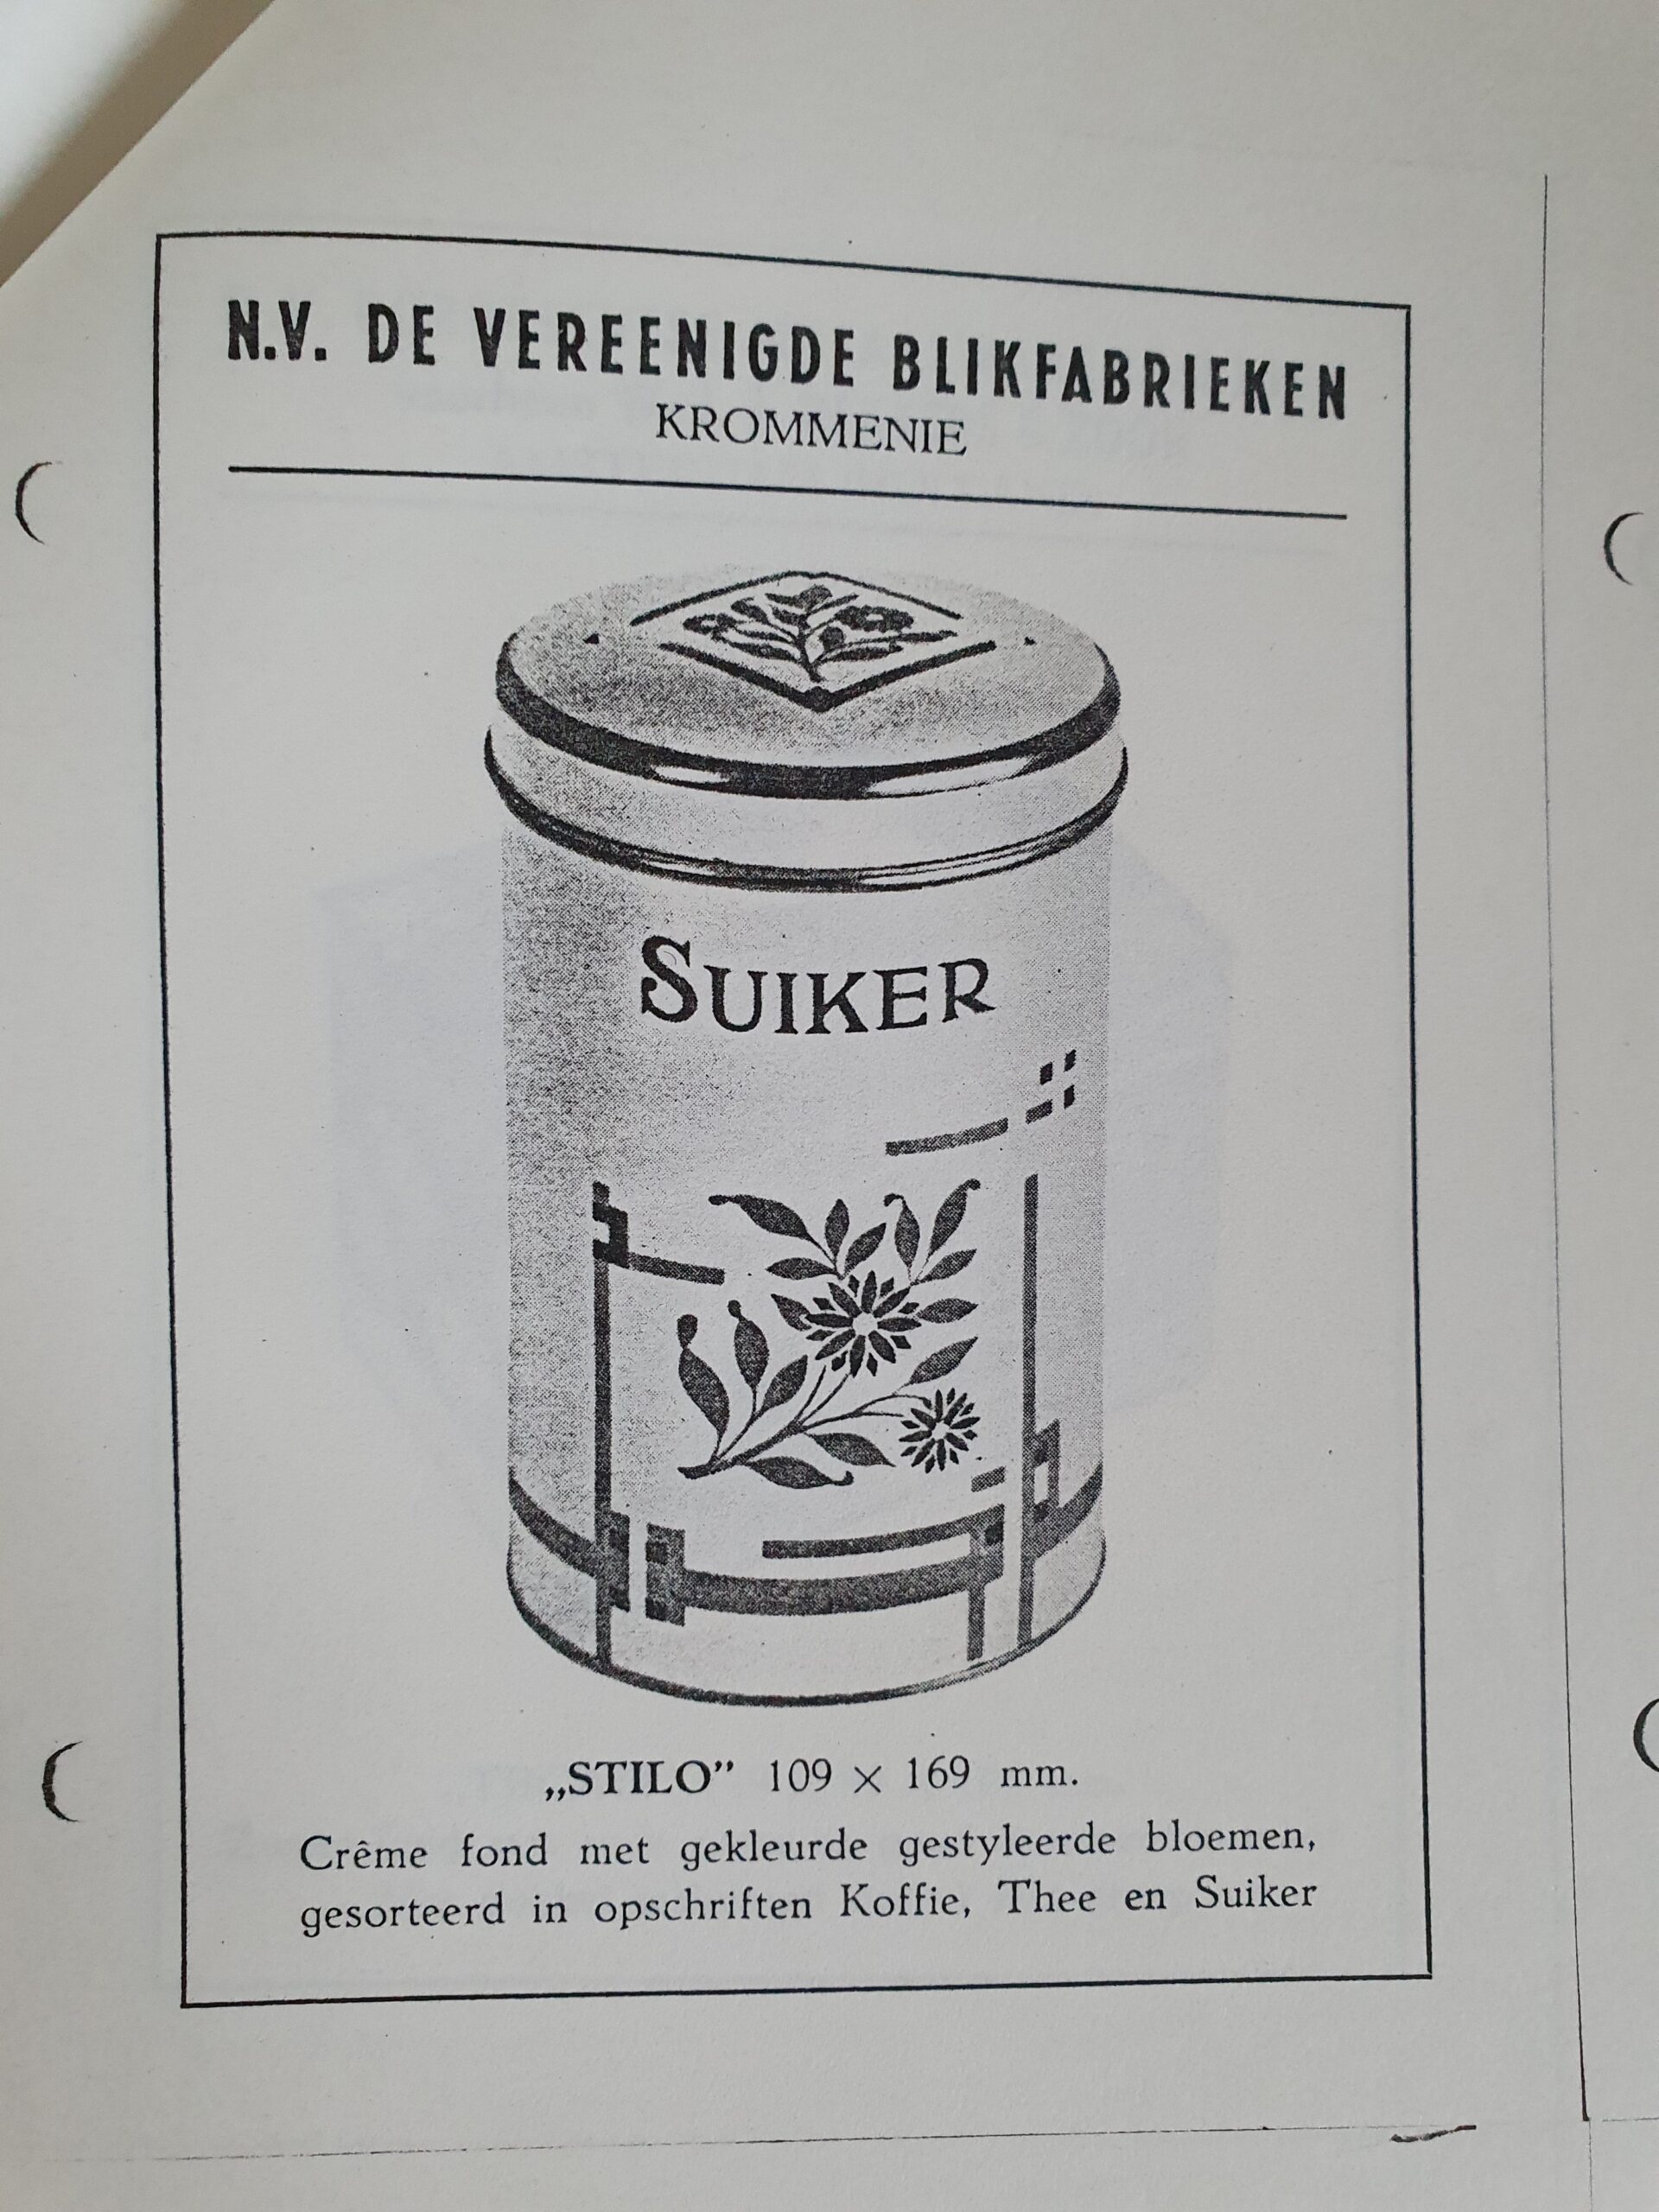 N.V. DE VEREENIGDE BLIKFABRIEKEN
KROMMENIE
SUIKER
„STILO” 109 × 169 mm.
Crême fond met gekleurde gestyleerde bloemen,
gesorteerd in opschriften Koffie, Thee en Suiker